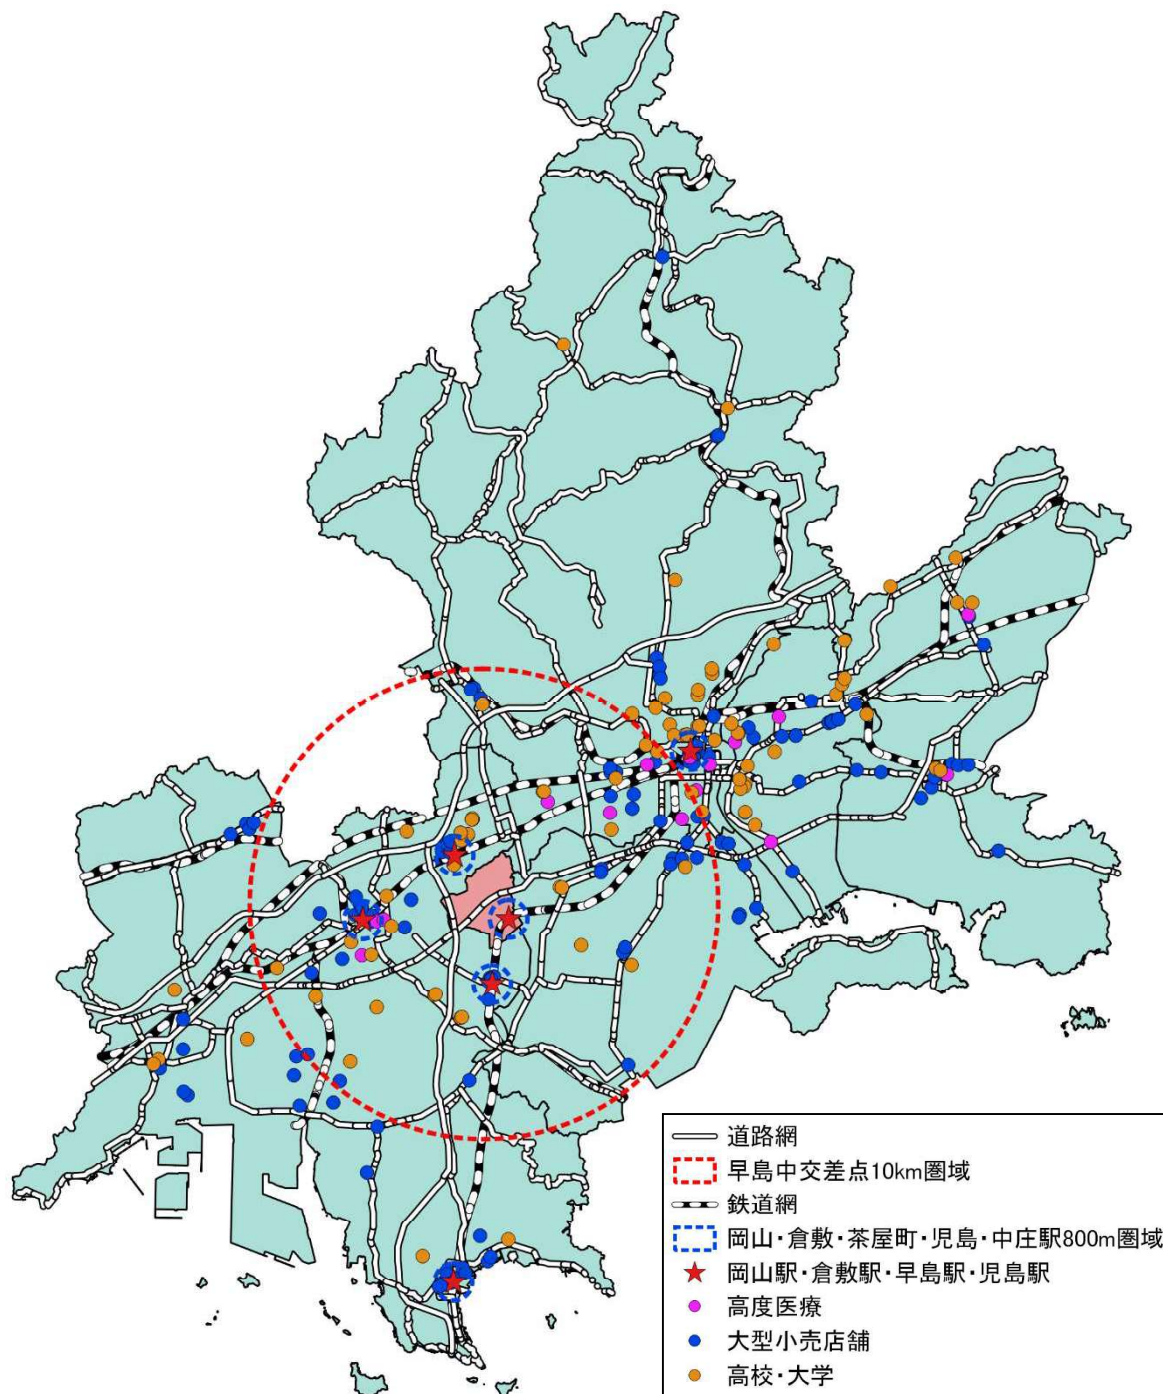 道路網
早島中交差点10km圏域
鉄道網
岡山・倉敷・茶屋町・児島・中庄駅800m圏域
岡山駅・倉敷駅・早島駅・児島駅
高度医療
大型小売店舗
高校・大学